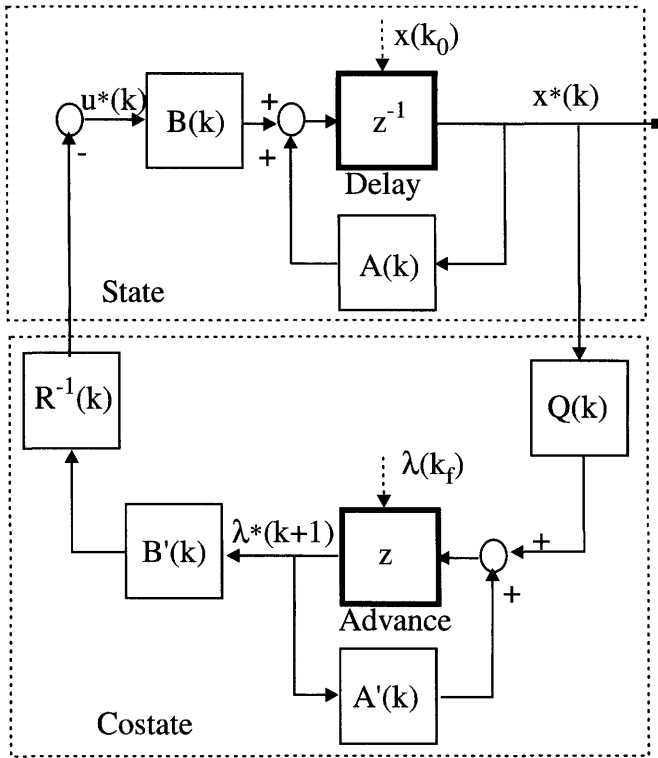 x(k₀)
u*(k)
B(k)
+
+
z⁻¹
x*(k)
Delay
-
A(k)
State
R⁻¹(k)
Q(k)
λ(k_f)
λ*(k+1)
B'(k)
z
+
+
Advance
A'(k)
Costate